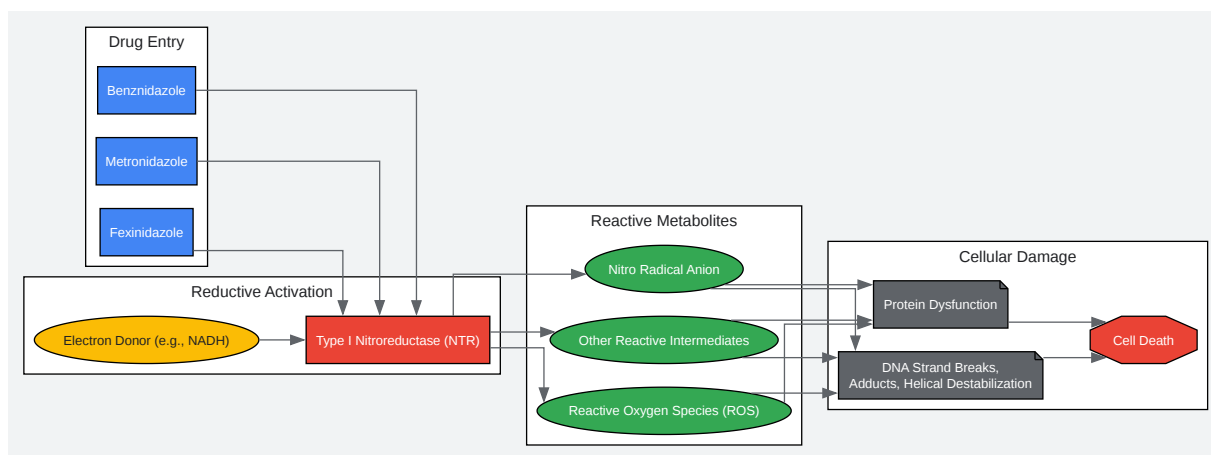 Drug Entry
Benznidazole
Metronidazole
Fexinidazole
Reductive Activation
Electron Donor (e.g., NADH)
Type I Nitroreductase (NTR)
Reactive Metabolites
Nitro Radical Anion
Other Reactive Intermediates
Reactive Oxygen Species (ROS)
Cellular Damage
Protein Dysfunction
DNA Strand Breaks,
Adducts, Helical Destabilization
Cell Death